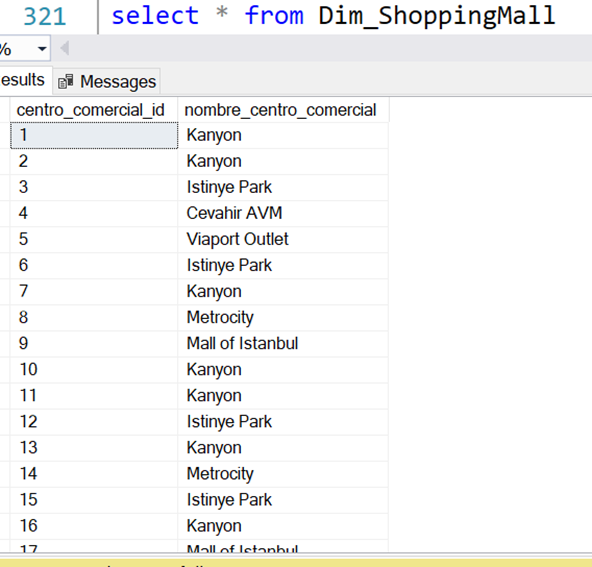 321 select * from Dim_ShoppingMall
%
esults Messages
centro_comercial_id nombre_centro_comercial
1 Kanyon
2 Kanyon
3 Istinye Park
4 Cevahir AVM
5 Viaport Outlet
6 Istinye Park
7 Kanyon
8 Metrocity
9 Mall of Istanbul
10 Kanyon
11 Kanyon
12 Istinye Park
13 Kanyon
14 Metrocity
15 Istinye Park
16 Kanyon
17 Mall of Istanbul